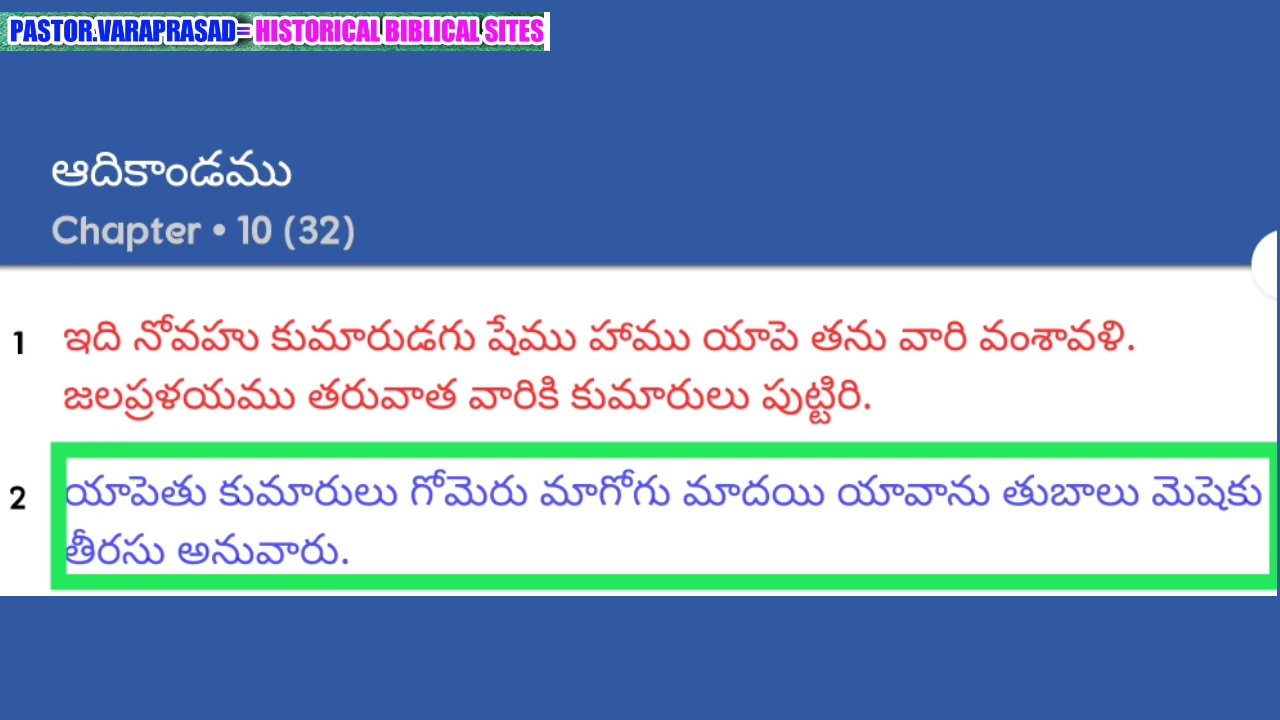 PASTOR.VARAPRASAD= HISTORICAL BIBLICAL SITES
ఆదికాండము
Chapter • 10 (32)
1 ఇది నోవహు కుమారుడగు షేము హాము యాపె తను వారి వంశావళి.
జలప్రళయము తరువాత వారికి కుమారులు పుట్టిరి.
2 యాపెతు కుమారులు గోమెరు మాగోగు మాదయి యావాను తుబాలు మెషెకు
తీరసు అనువారు.